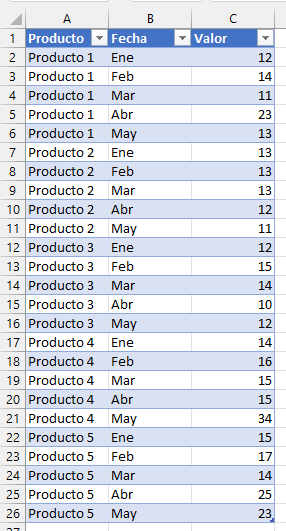 A B C
1 Producto Fecha Valor
2 Producto 1 Ene 12
3 Producto 1 Feb 14
4 Producto 1 Mar 11
5 Producto 1 Abr 23
6 Producto 1 May 13
7 Producto 2 Ene 13
8 Producto 2 Feb 13
9 Producto 2 Mar 13
10 Producto 2 Abr 12
11 Producto 2 May 11
12 Producto 3 Ene 12
13 Producto 3 Feb 15
14 Producto 3 Mar 14
15 Producto 3 Abr 10
16 Producto 3 May 12
17 Producto 4 Ene 14
18 Producto 4 Feb 16
19 Producto 4 Mar 15
20 Producto 4 Abr 15
21 Producto 4 May 34
22 Producto 5 Ene 15
23 Producto 5 Feb 17
24 Producto 5 Mar 14
25 Producto 5 Abr 25
26 Producto 5 May 23